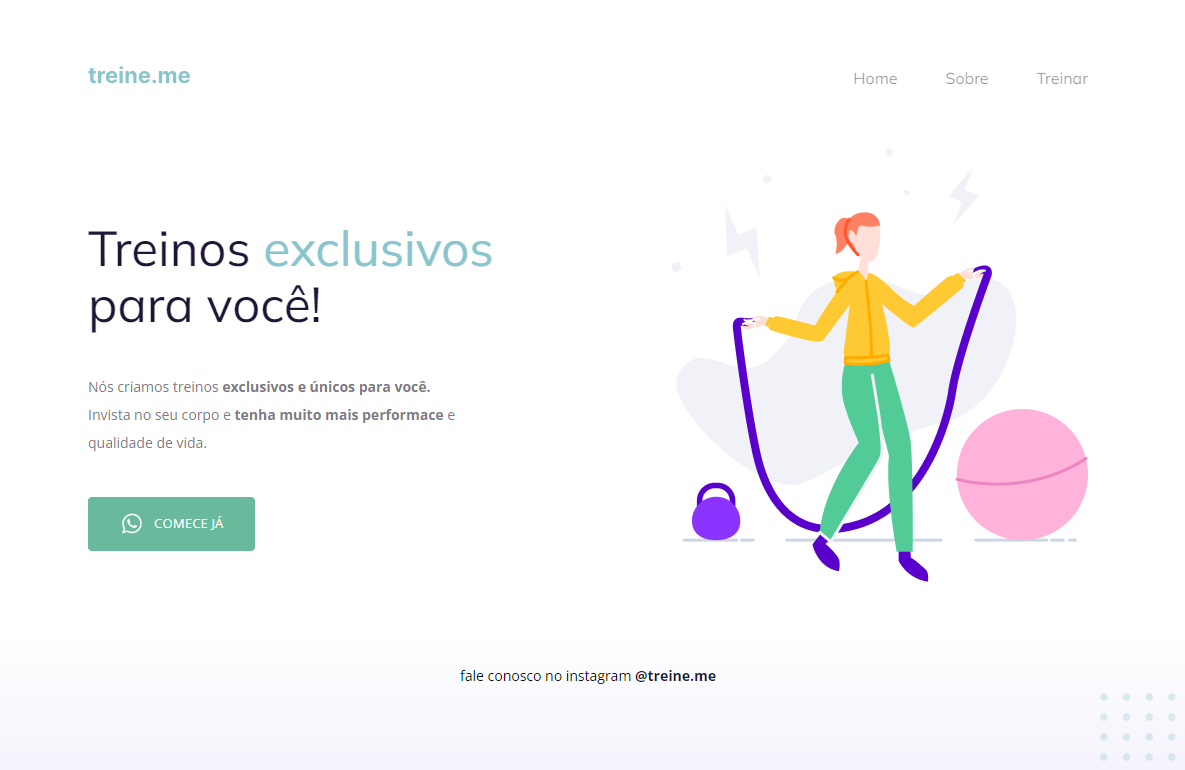 treine.me
Home
Sobre
Treinar
Treinos exclusivos
para você!
Nós criamos treinos exclusivos e únicos para você.
Invista no seu corpo e tenha muito mais performace e
qualidade de vida.
COMECE JÁ
fale conosco no instagram @treine.me